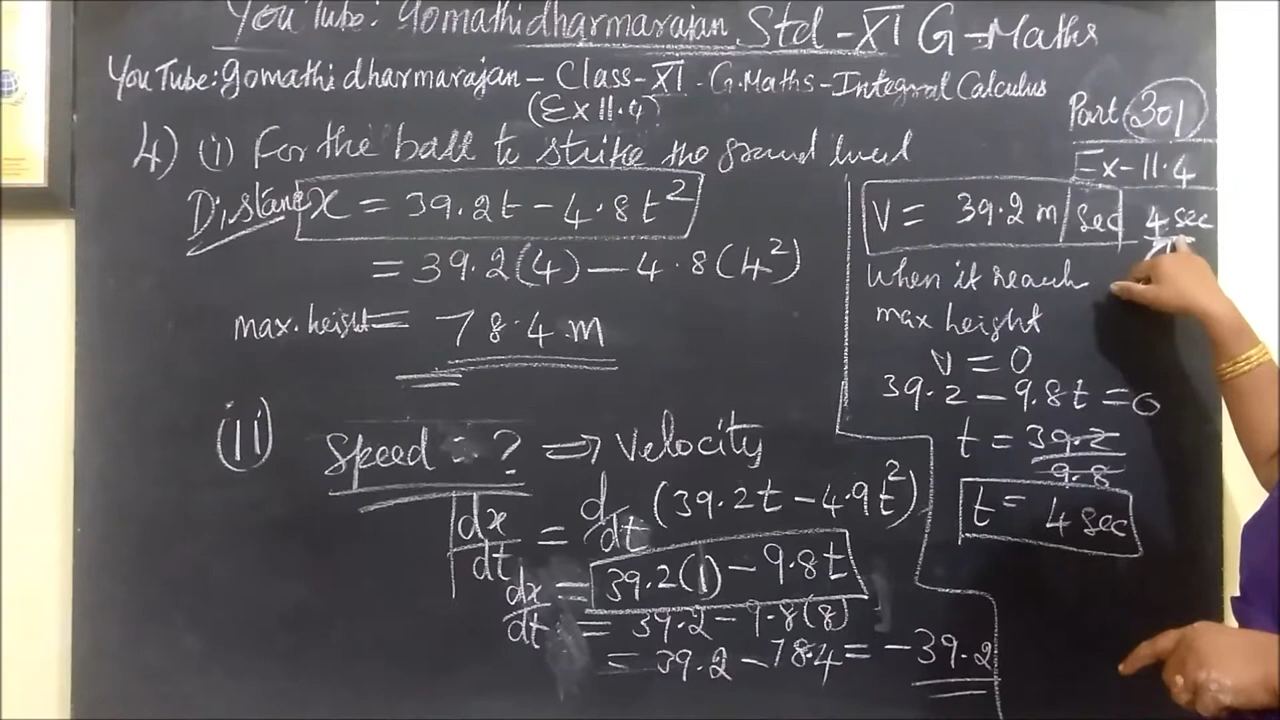 YouTube: gomathidharmarajan Std-XI G-Maths
YouTube: gomathi dharmarajan - Class-XI - G.Maths - Integral Calculus
(Ex 11.4)
Part 301
Ex-11.4
4) (i) For the ball to strike the ground level
Distance x = 39.2t - 4.8t²
= 39.2(4) - 4.8(4²)
max. height = 78.4 m
(ii)
Speed = ? ⇒ Velocity
dx/dt = d/dt (39.2t - 4.9t²)
dx/dt = 39.2(1) - 9.8t
= 39.2 - 9.8(8)
= 39.2 - 78.4 = -39.2
V = 39.2 m/sec 4 sec
When it reach
max height
v = 0
39.2 - 9.8t = 0
t = 39.2/9.8
t = 4 sec